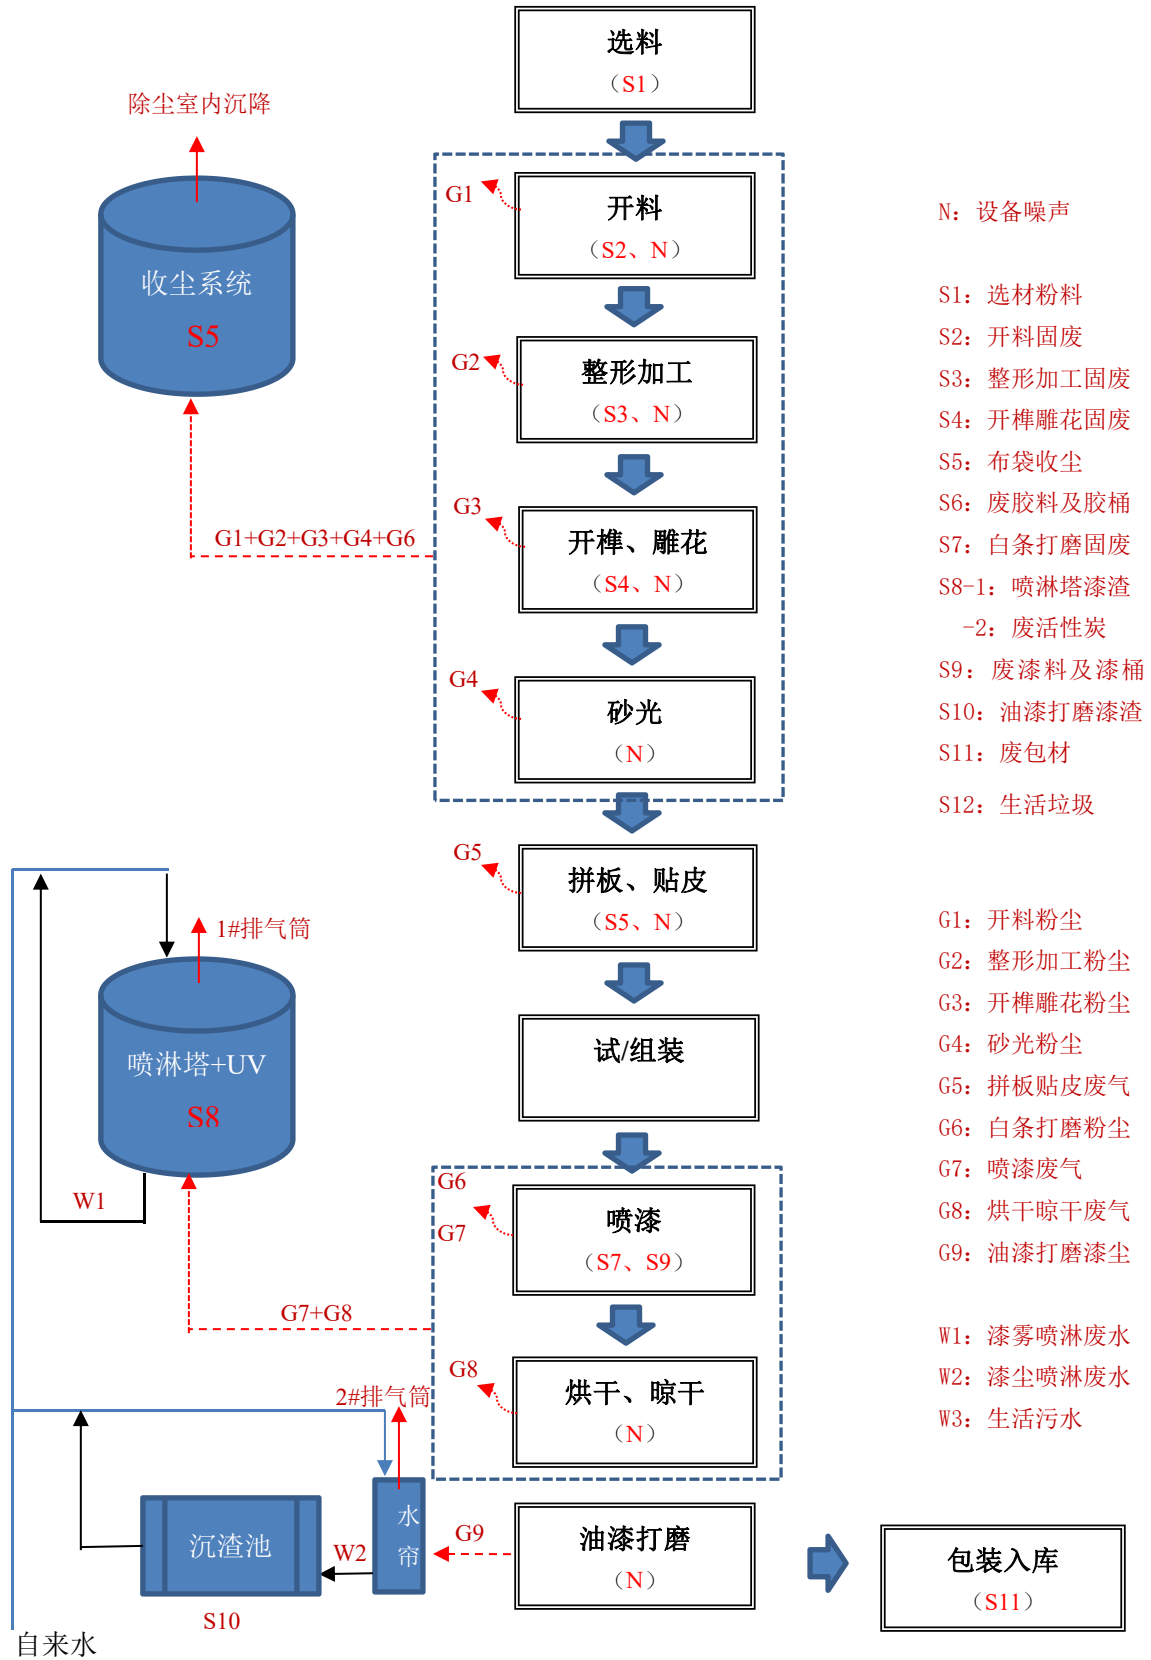 选料
（S1）
除尘室内沉降
收尘系统
S5
G1
开料
（S2、N）
G2
整形加工
（S3、N）
G3
开榫、雕花
（S4、N）
G1+G2+G3+G4+G6
G4
砂光
（N）
G5
拼板、贴皮
（S5、N）
试/组装
1#排气筒
喷淋塔+UV
S8
W1
G6
G7
喷漆
（S7、S9）
G7+G8
G8
烘干、晾干
（N）
2#排气筒
水帘
G9
油漆打磨
（N）
W2
沉渣池
S10
自来水
包装入库
（S11）
N：设备噪声
S1：选材粉料
S2：开料固废
S3：整形加工固废
S4：开榫雕花固废
S5：布袋收尘
S6：废胶料及胶桶
S7：白条打磨固废
S8-1：喷淋塔漆渣
-2：废活性炭
S9：废漆料及漆桶
S10：油漆打磨漆渣
S11：废包材
S12：生活垃圾
G1：开料粉尘
G2：整形加工粉尘
G3：开榫雕花粉尘
G4：砂光粉尘
G5：拼板贴皮废气
G6：白条打磨粉尘
G7：喷漆废气
G8：烘干晾干废气
G9：油漆打磨漆尘
W1：漆雾喷淋废水
W2：漆尘喷淋废水
W3：生活污水